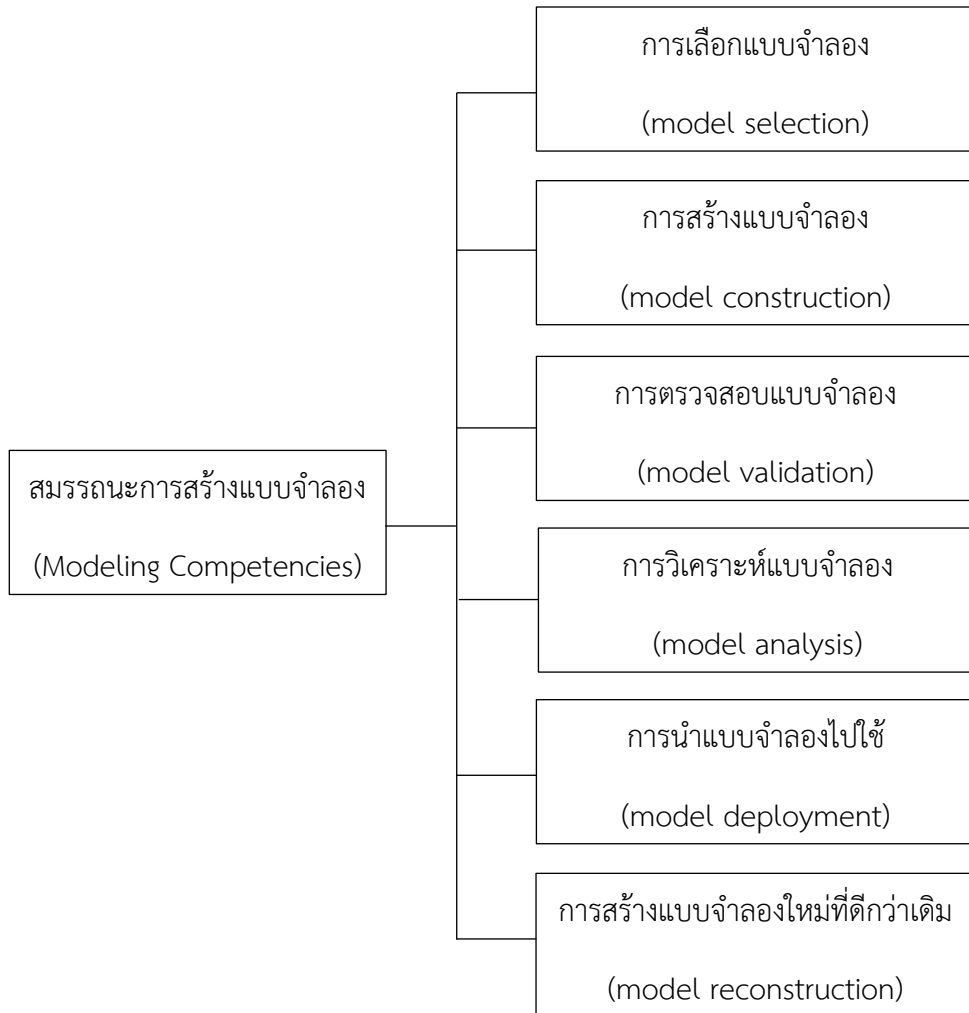 การเลือกแบบจำลอง
(model selection)
การสร้างแบบจำลอง
(model construction)
การตรวจสอบแบบจำลอง
(model validation)
สมรรถนะการสร้างแบบจำลอง
(Modeling Competencies)
การวิเคราะห์แบบจำลอง
(model analysis)
การนำแบบจำลองไปใช้
(model deployment)
การสร้างแบบจำลองใหม่ที่ดีกว่าเดิม
(model reconstruction)